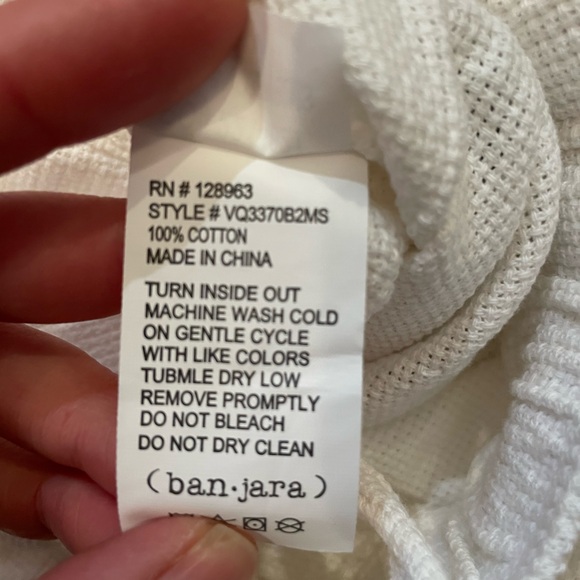 RN # 128963
STYLE # VQ3370B2MS
100% COTTON
MADE IN CHINA
TURN INSIDE OUT
MACHINE WASH COLD
ON GENTLE CYCLE
WITH LIKE COLORS
TUBMLE DRY LOW
REMOVE PROMPTLY
DO NOT BLEACH
DO NOT DRY CLEAN
(ban·jara)